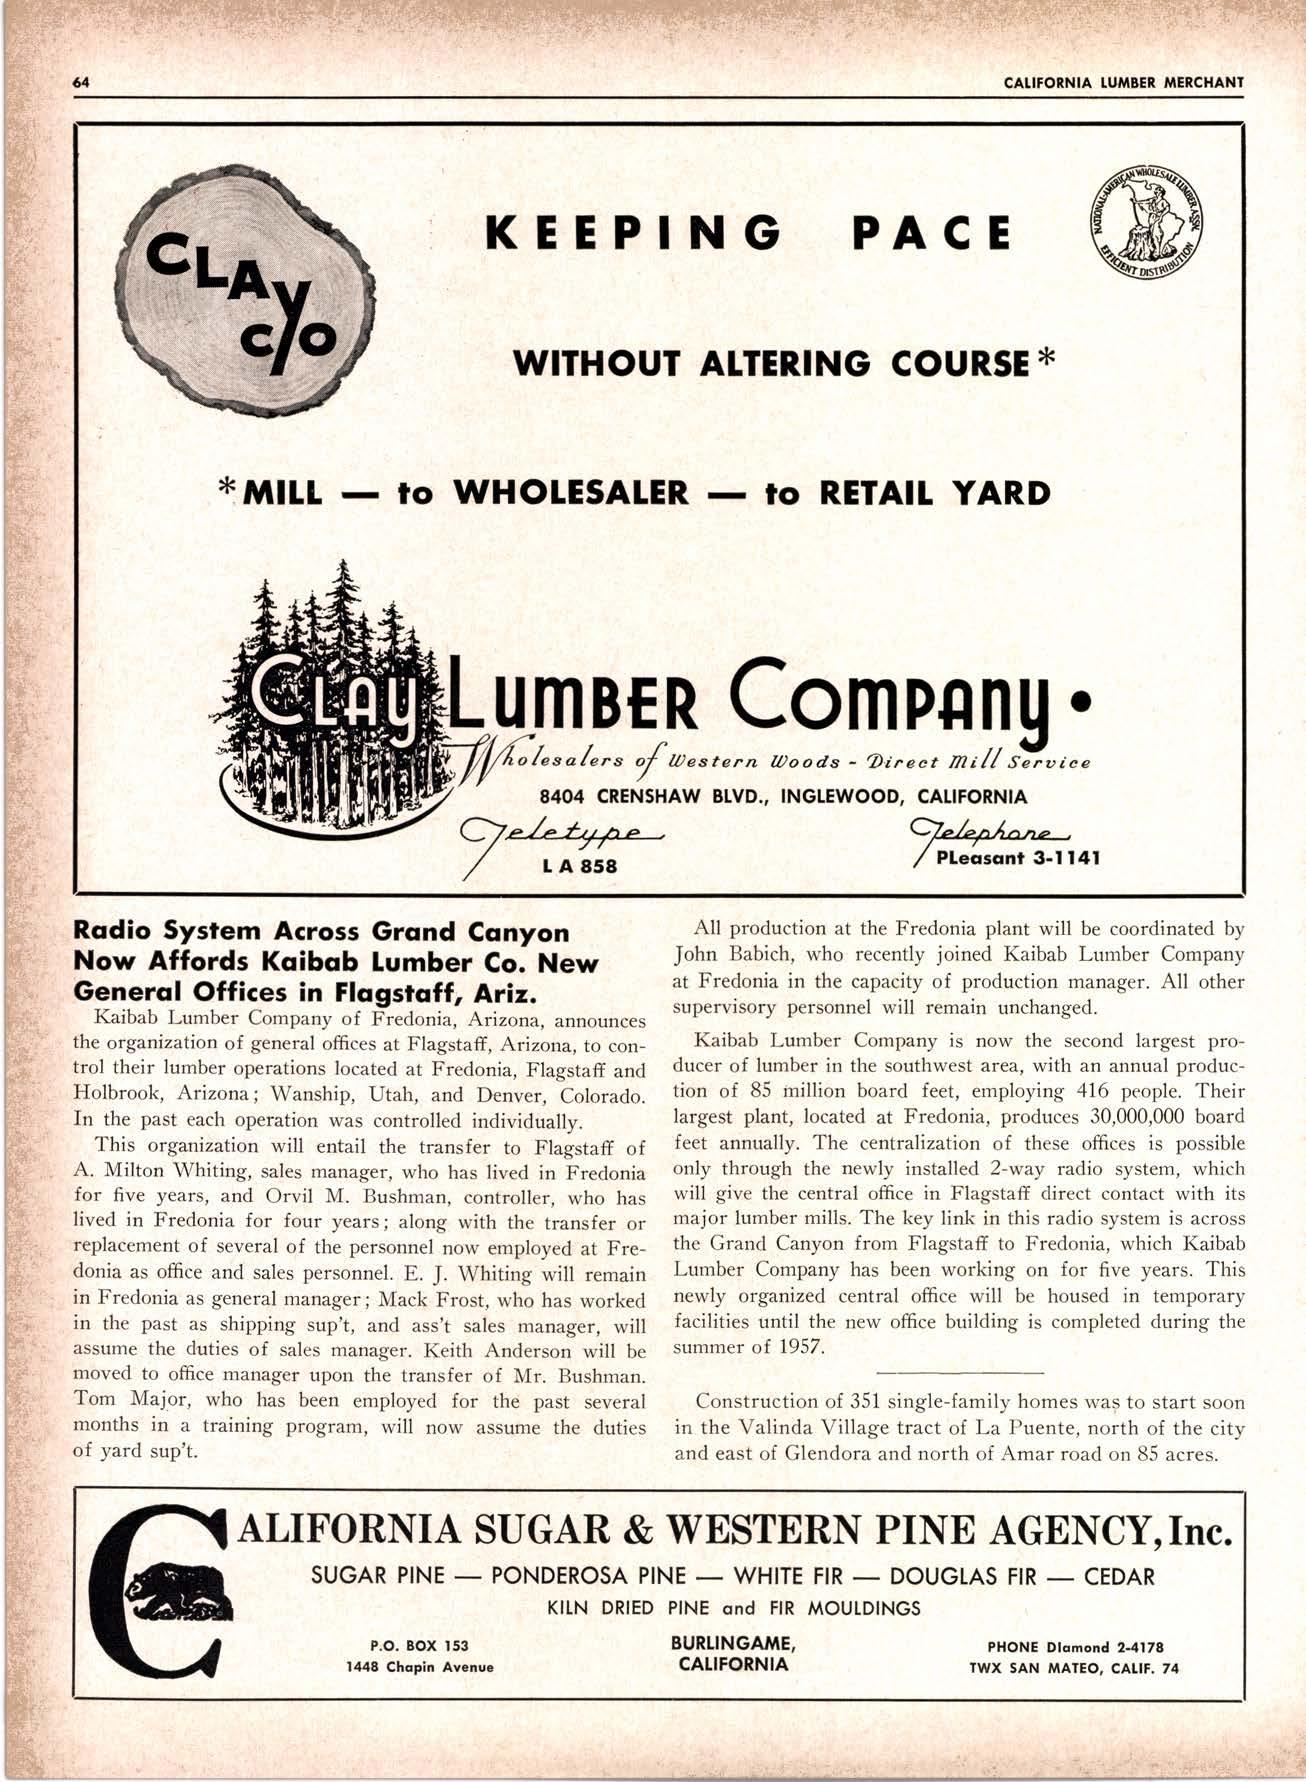 64
CALIFORNIA LUMBER MERCHANT
CLAY
C/O
KEEPING PACE
NATIONAL-AMERICAN WHOLESALE LUMBER ASSN.
EFFICIENT DISTRIBUTION
WITHOUT ALTERING COURSE*
*MILL — to WHOLESALER — to RETAIL YARD
CLAY LUMBER COMPANY •
Wholesalers of Western Woods - Direct Mill Service
8404 CRENSHAW BLVD., INGLEWOOD, CALIFORNIA
Teletype
L A 858
Telephone
PLeasant 3-1141
Radio System Across Grand Canyon
Now Affords Kaibab Lumber Co. New
General Offices in Flagstaff, Ariz.
Kaibab Lumber Company of Fredonia, Arizona, announces
the organization of general offices at Flagstaff, Arizona, to con-
trol their lumber operations located at Fredonia, Flagstaff and
Holbrook, Arizona; Wanship, Utah, and Denver, Colorado.
In the past each operation was controlled individually.
This organization will entail the transfer to Flagstaff of
A. Milton Whiting, sales manager, who has lived in Fredonia
for five years, and Orvil M. Bushman, controller, who has
lived in Fredonia for four years; along with the transfer or
replacement of several of the personnel now employed at Fre-
donia as office and sales personnel. E. J. Whiting will remain
in Fredonia as general manager; Mack Frost, who has worked
in the past as shipping sup't, and ass't sales manager, will
assume the duties of sales manager. Keith Anderson will be
moved to office manager upon the transfer of Mr. Bushman.
Tom Major, who has been employed for the past several
months in a training program, will now assume the duties
of yard sup't.
All production at the Fredonia plant will be coordinated by
John Babich, who recently joined Kaibab Lumber Company
at Fredonia in the capacity of production manager. All other
supervisory personnel will remain unchanged.
Kaibab Lumber Company is now the second largest pro-
ducer of lumber in the southwest area, with an annual produc-
tion of 85 million board feet, employing 416 people. Their
largest plant, located at Fredonia, produces 30,000,000 board
feet annually. The centralization of these offices is possible
only through the newly installed 2-way radio system, which
will give the central office in Flagstaff direct contact with its
major lumber mills. The key link in this radio system is across
the Grand Canyon from Flagstaff to Fredonia, which Kaibab
Lumber Company has been working on for five years. This
newly organized central office will be housed in temporary
facilities until the new office building is completed during the
summer of 1957.
Construction of 351 single-family homes was to start soon
in the Valinda Village tract of La Puente, north of the city
and east of Glendora and north of Amar road on 85 acres.
CALIFORNIA SUGAR & WESTERN PINE AGENCY, Inc.
SUGAR PINE — PONDEROSA PINE — WHITE FIR — DOUGLAS FIR — CEDAR
KILN DRIED PINE and FIR MOULDINGS
P.O. BOX 153
1448 Chapin Avenue
BURLINGAME,
CALIFORNIA
PHONE DIamond 2-4178
TWX SAN MATEO, CALIF. 74